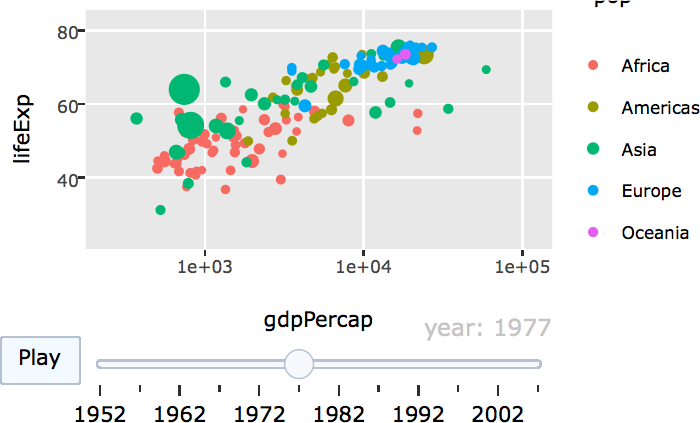 pop
80
60
40
lifeExp
1e+03
1e+04
1e+05
gdpPercap
Africa
Americas
Asia
Europe
Oceania
year: 1977
Play
1952
1962
1972
1982
1992
2002